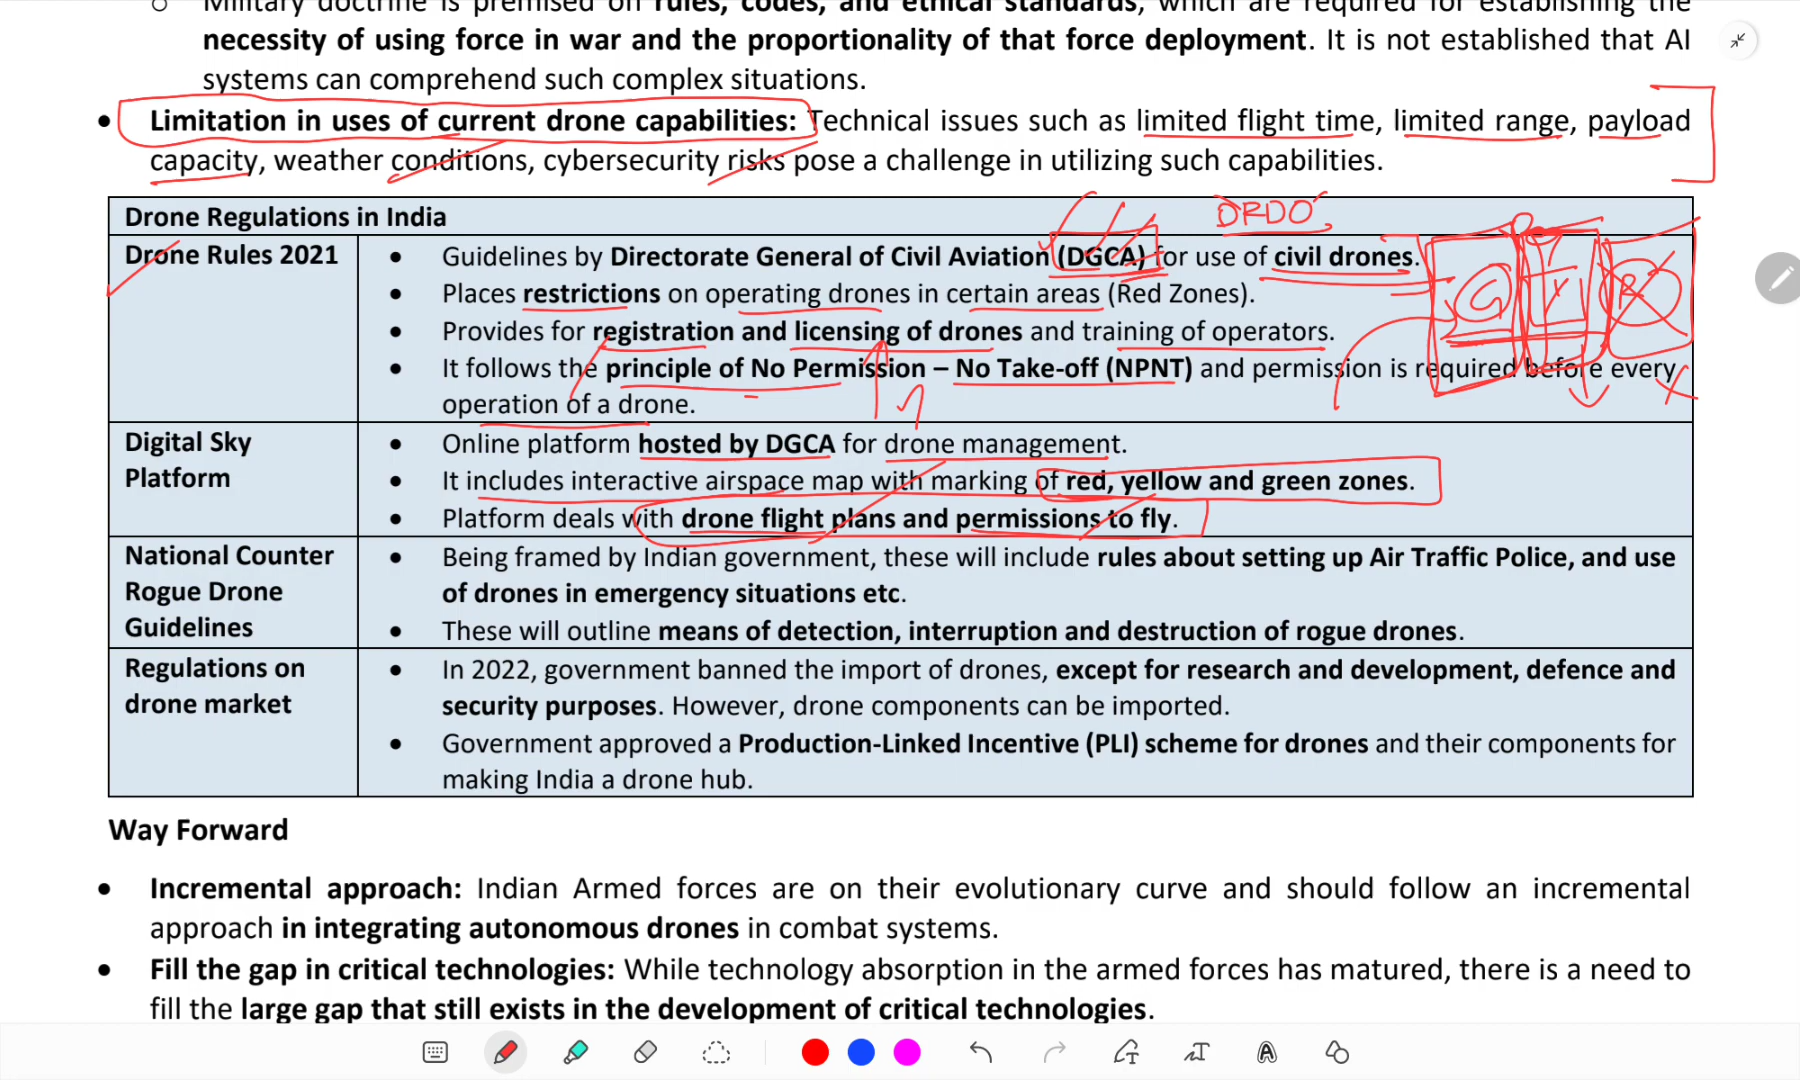 Military doctrine is premised on rules, codes, and ethical standards, which are required for establishing the
necessity of using force in war and the proportionality of that force deployment. It is not established that AI
systems can comprehend such complex situations.
• Limitation in uses of current drone capabilities: Technical issues such as limited flight time, limited range, payload
capacity, weather conditions, cybersecurity risks pose a challenge in utilizing such capabilities.
Drone Regulations in India
DRDO
Drone Rules 2021
• Guidelines by Directorate General of Civil Aviation (DGCA) for use of civil drones.
• Places restrictions on operating drones in certain areas (Red Zones).
• Provides for registration and licensing of drones and training of operators.
• It follows the principle of No Permission – No Take-off (NPNT) and permission is required before every
operation of a drone.
G
Y
R
Digital Sky
Platform
• Online platform hosted by DGCA for drone management.
• It includes interactive airspace map with marking of red, yellow and green zones.
• Platform deals with drone flight plans and permissions to fly.
National Counter
Rogue Drone
Guidelines
• Being framed by Indian government, these will include rules about setting up Air Traffic Police, and use
of drones in emergency situations etc.
• These will outline means of detection, interruption and destruction of rogue drones.
Regulations on
drone market
• In 2022, government banned the import of drones, except for research and development, defence and
security purposes. However, drone components can be imported.
• Government approved a Production-Linked Incentive (PLI) scheme for drones and their components for
making India a drone hub.
Way Forward
• Incremental approach: Indian Armed forces are on their evolutionary curve and should follow an incremental
approach in integrating autonomous drones in combat systems.
• Fill the gap in critical technologies: While technology absorption in the armed forces has matured, there is a need to
fill the large gap that still exists in the development of critical technologies.